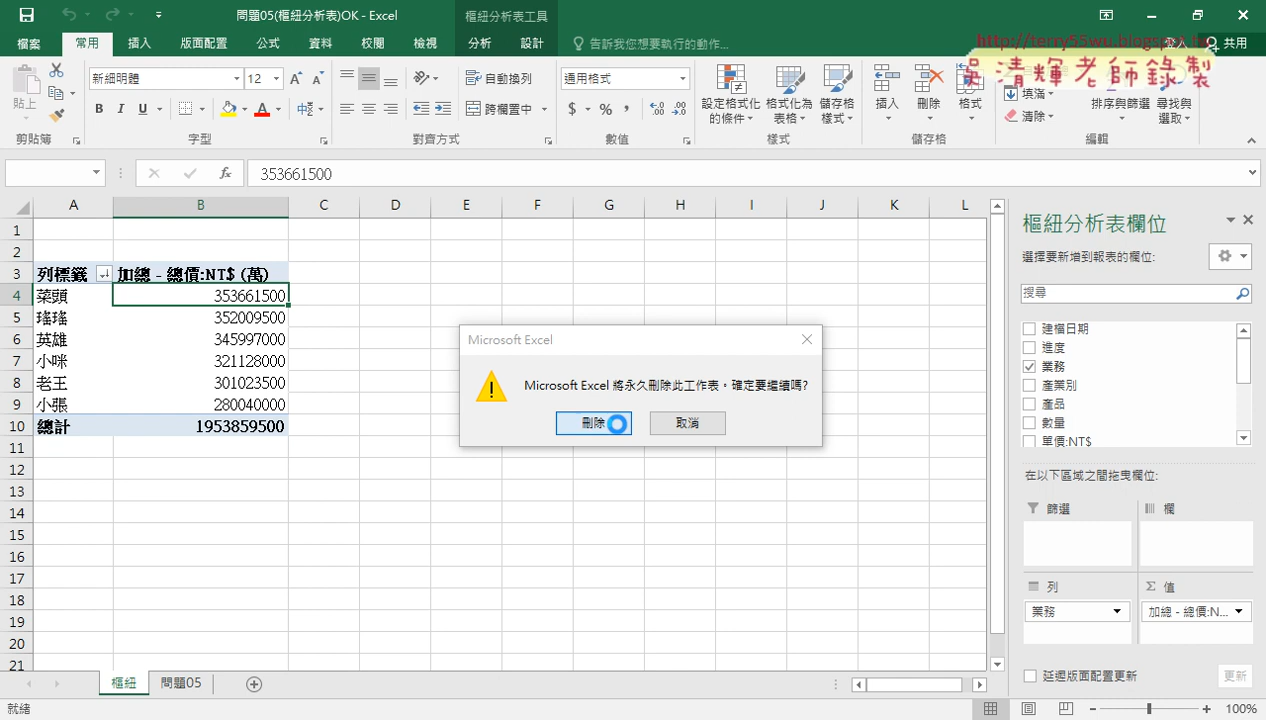 問題05(樞紐分析表)OK - Excel
樞紐分析表工具
檔案 常用 插入 版面配置 公式 資料 校閱 檢視 分析 設計 告訴我您想要執行的動作... 登入 共用
http://terry55wu.blogspot.tw
吳清輝老師錄製
貼上
新細明體 12
B I U A
自動換列
跨欄置中
通用格式
$ % ,
設定格式化的條件 格式化為表格 儲存格樣式
插入 刪除 格式
填滿
清除
排序與篩選 尋找與選取
剪貼簿 字型 對齊方式 數值 樣式 儲存格 編輯
fx 353661500
A B C D E F G H I J K L
1
2
3 列標籤 加總 - 總價:NT$ (萬)
4 菜頭 353661500
5 瑤瑤 352009500
6 英雄 345997000
7 小咪 321128000
8 老王 301023500
9 小張 280040000
10 總計 1953859500
11
12
13
14
15
16
17
18
19
20
21
Microsoft Excel
Microsoft Excel 將永久刪除此工作表。確定要繼續嗎?
刪除 取消
樞紐分析表欄位
選擇要新增到報表的欄位:
搜尋
建檔日期
進度
業務
產業別
產品
數量
單價:NT$
在以下區域之間拖曳欄位:
篩選 欄
列 Σ 值
業務 加總 - 總價:N...
延遲版面配置更新 更新
樞紐 問題05
就緒
100%